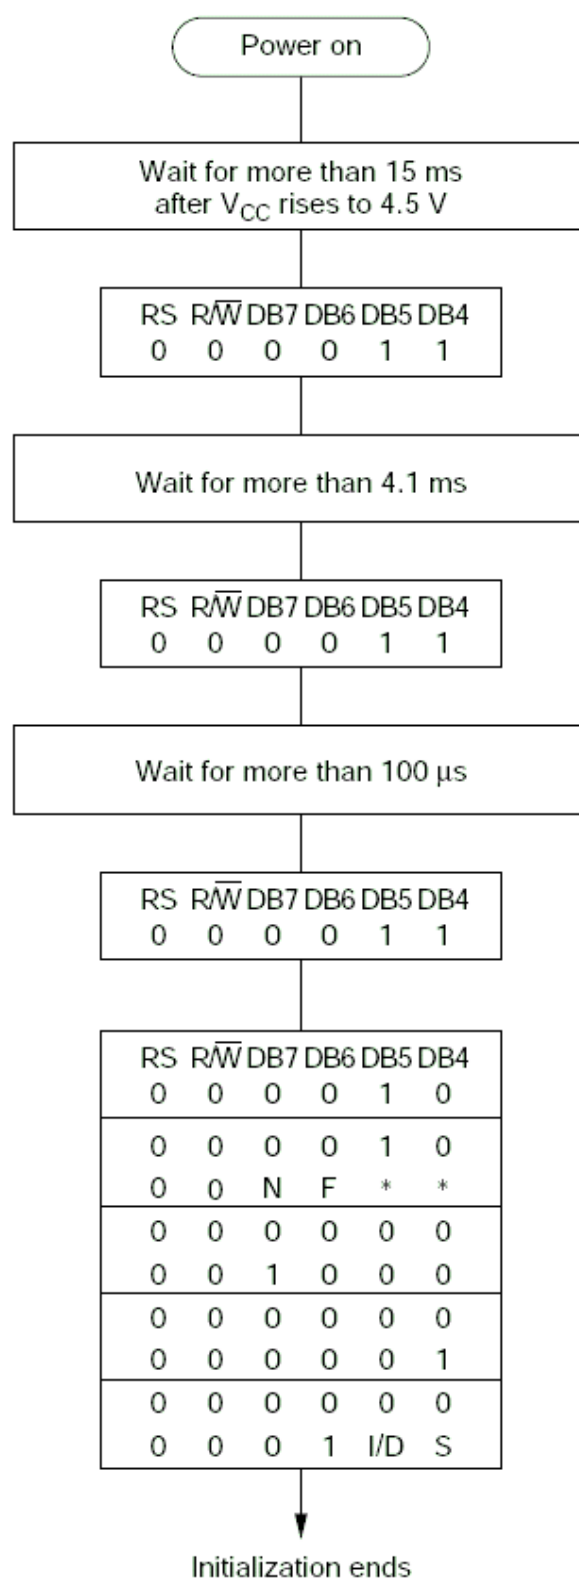 Power on
Wait for more than 15 ms
after VCC rises to 4.5 V
RS R/W̅ DB7 DB6 DB5 DB4
0 0 0 0 1 1
Wait for more than 4.1 ms
RS R/W̅ DB7 DB6 DB5 DB4
0 0 0 0 1 1
Wait for more than 100 µs
RS R/W̅ DB7 DB6 DB5 DB4
0 0 0 0 1 1
RS R/W̅ DB7 DB6 DB5 DB4
0 0 0 0 1 0
0 0 0 0 1 0
0 0 N F * *
0 0 0 0 0 0
0 0 1 0 0 0
0 0 0 0 0 0
0 0 0 0 0 1
0 0 0 0 0 0
0 0 0 1 I/D S
Initialization ends